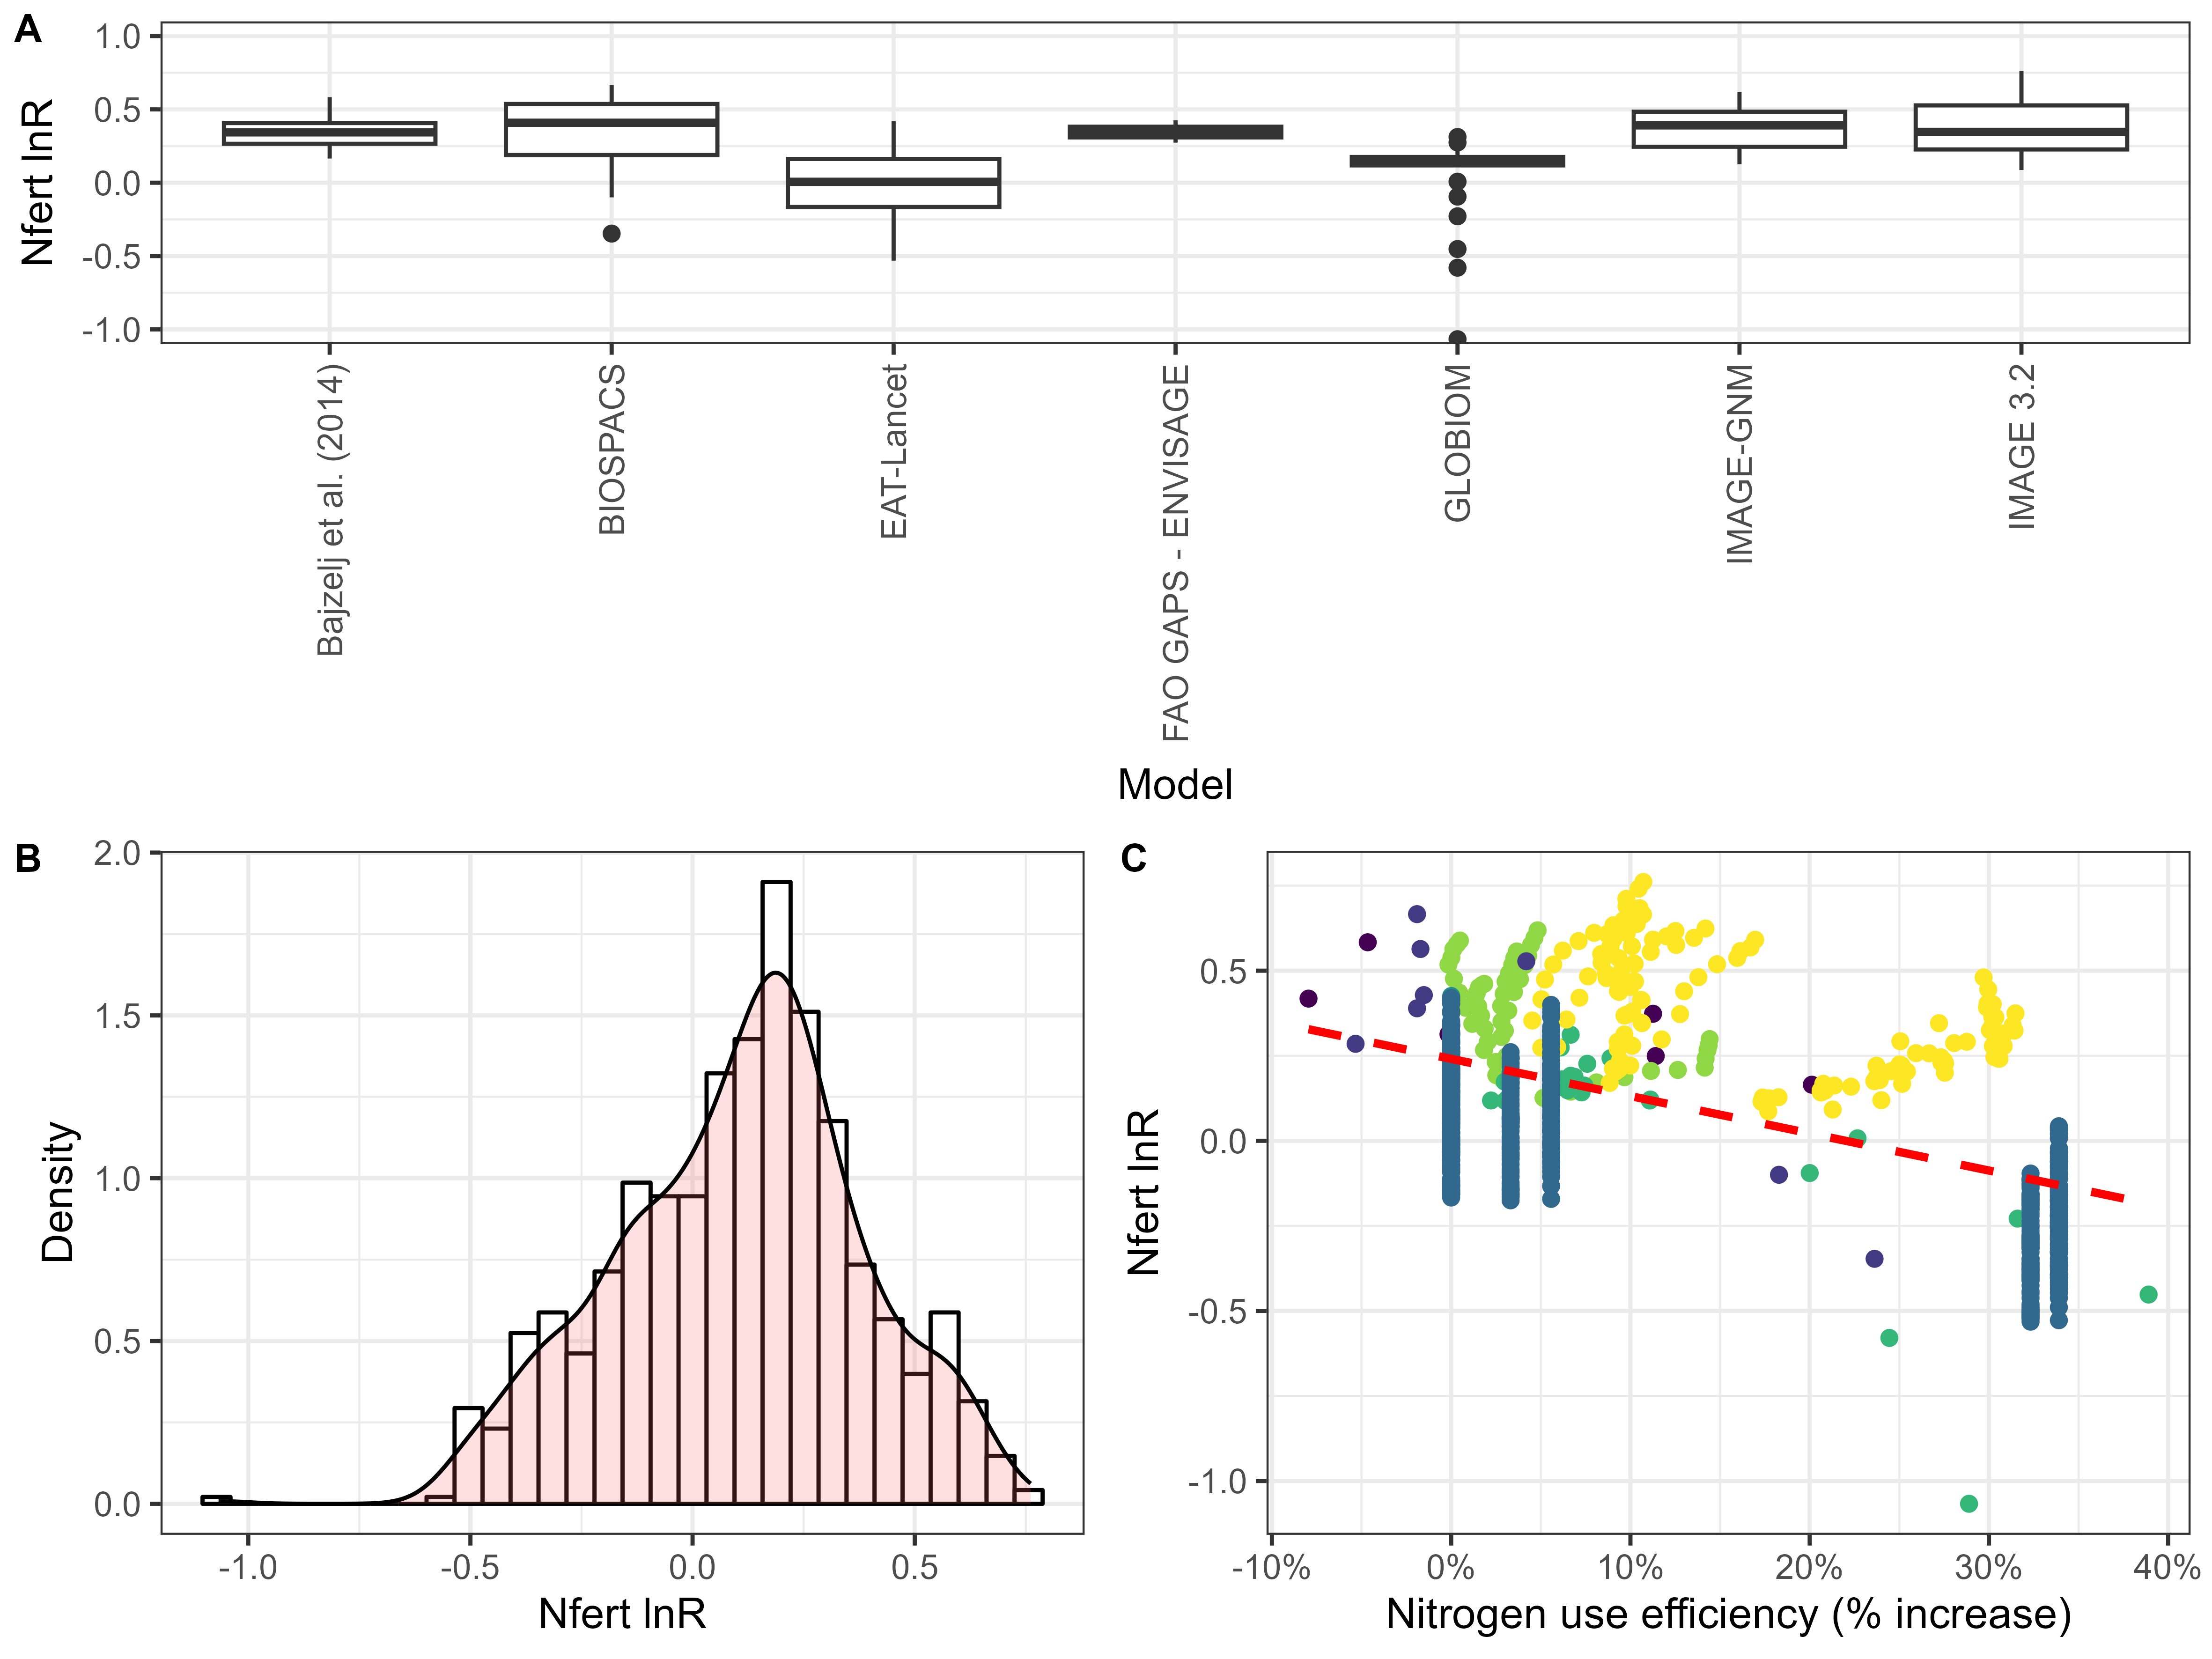 A
Nfert lnR
1.0
0.5
0.0
-0.5
-1.0
Bajzelj et al. (2014)
BIOSPACS
EAT-Lancet
FAO GAPS - ENVISAGE
GLOBIOM
IMAGE-GNM
IMAGE 3.2
Model
B
Density
2.0
1.5
1.0
0.5
0.0
-1.0 -0.5 0.0 0.5
Nfert lnR
C
Nfert lnR
0.5
0.0
-0.5
-1.0
-10% 0% 10% 20% 30% 40%
Nitrogen use efficiency (% increase)